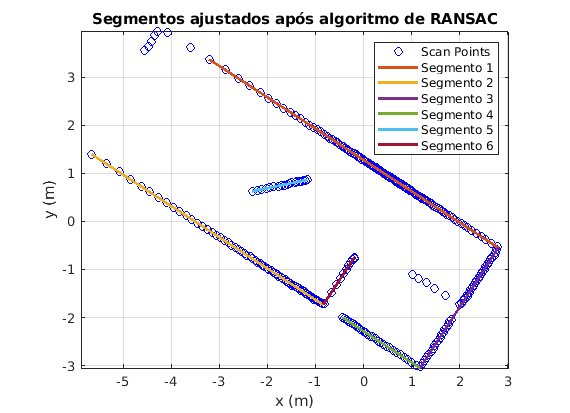 Segmentos ajustados após algoritmo de RANSAC
Scan Points
Segmento 1
Segmento 2
Segmento 3
Segmento 4
Segmento 5
Segmento 6
3
2
1
0
-1
-2
-3
y (m)
-5 -4 -3 -2 -1 0 1 2 3
x (m)